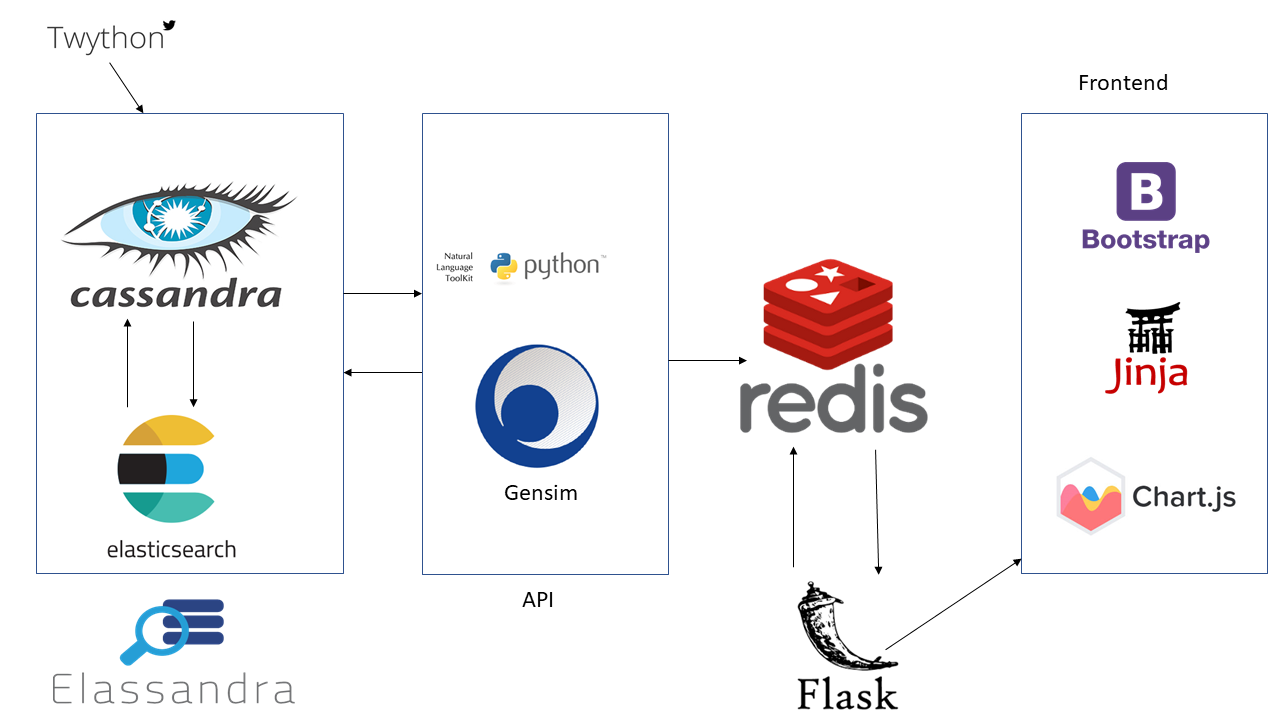 Twython
cassandra
elasticsearch
Elassandra
Natural
Language
ToolKit
python™
Gensim
API
redis
Flask
Frontend
B
Bootstrap
Jinja
Chart.js